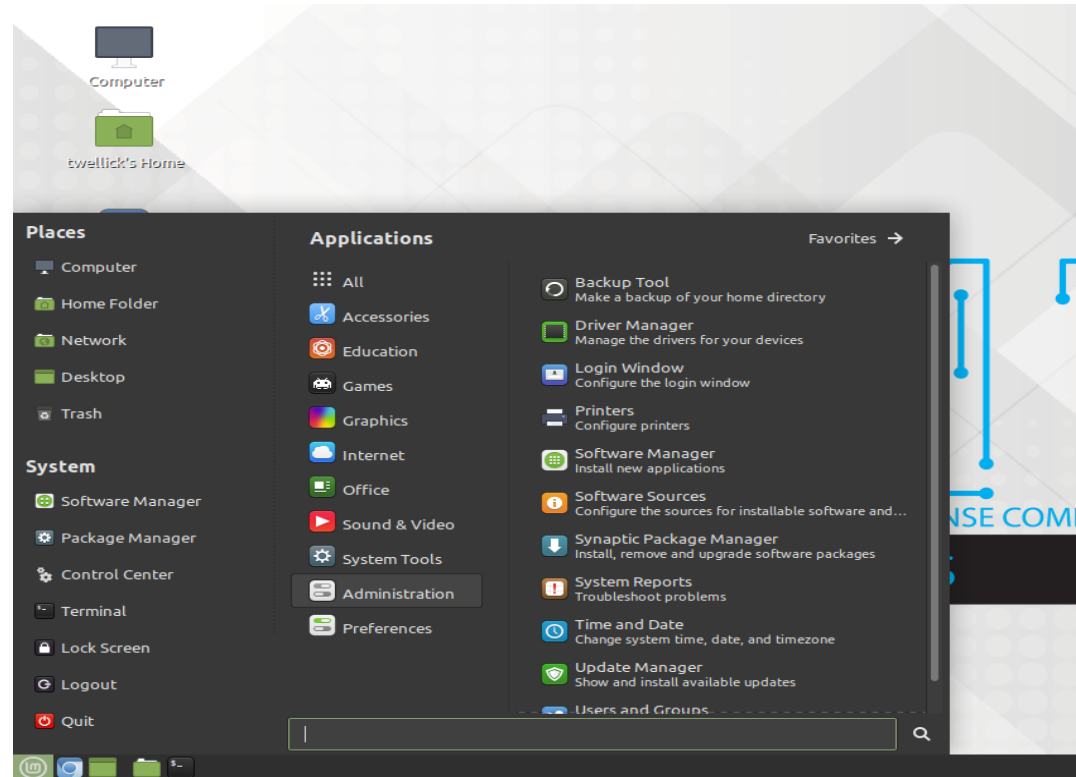 Computer
twellick's Home
Places
Computer
Home Folder
Network
Desktop
Trash
System
Software Manager
Package Manager
Control Center
Terminal
Lock Screen
Logout
Quit
Applications
All
Accessories
Education
Games
Graphics
Internet
Office
Sound & Video
System Tools
Administration
Preferences
Favorites
Backup Tool
Make a backup of your home directory
Driver Manager
Manage the drivers for your devices
Login Window
Configure the login window
Printers
Configure printers
Software Manager
Install new applications
Software Sources
Configure the sources for installable software and...
Synaptic Package Manager
Install, remove and upgrade software packages
System Reports
Troubleshoot problems
Time and Date
Change system time, date, and timezone
Update Manager
Show and install available updates
Users and Groups
NSE COM